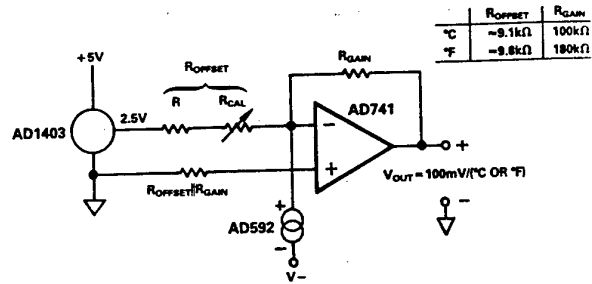 ROFFSET RGAIN
°C ≈9.1kΩ 100kΩ
°F ≈9.8kΩ 180kΩ
+5V
ROFFSET
R RCAL
RGAIN
AD741
2.5V
AD1403
−
+
+
VOUT = 100mV/(°C OR °F)
ROFFSET||RGAIN
−
+
AD592
−
V−